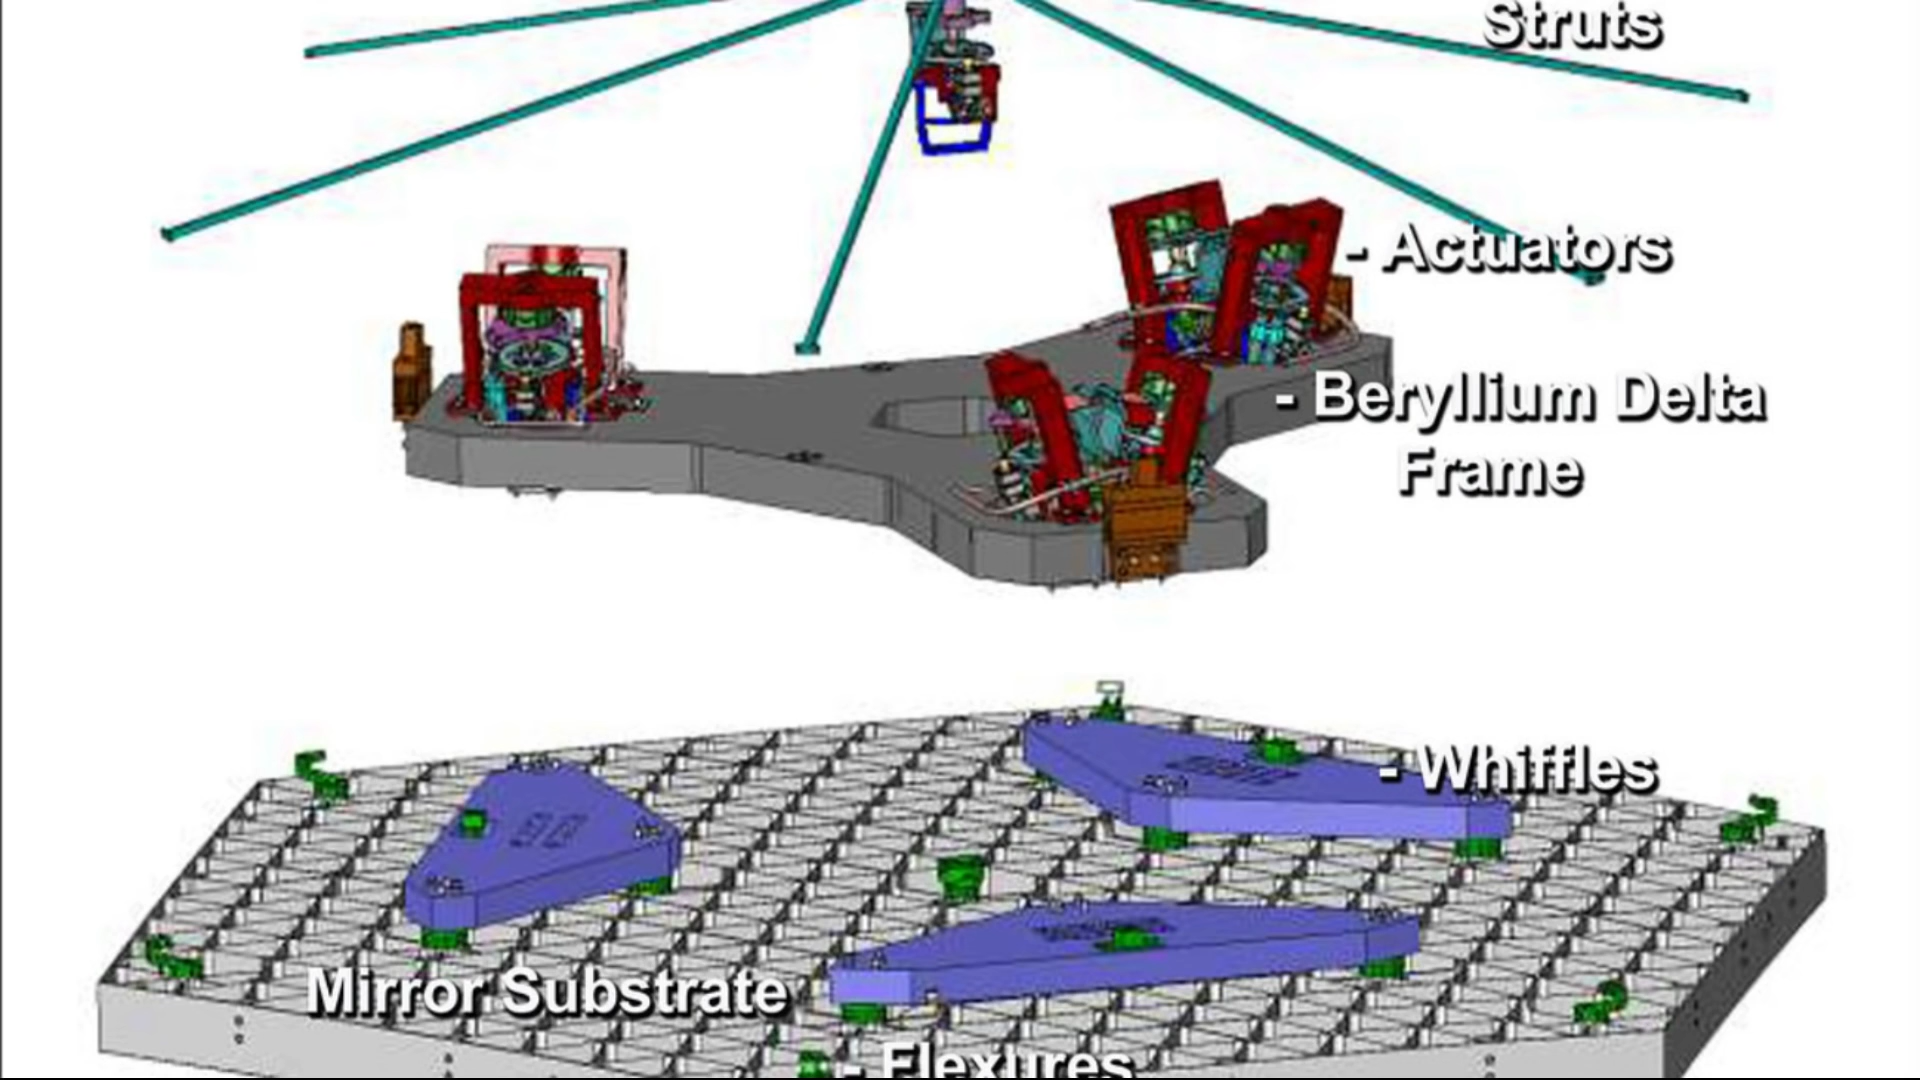 Struts
- Actuators
- Beryllium Delta
Frame
- Whiffles
Mirror Substrate
- Flexures